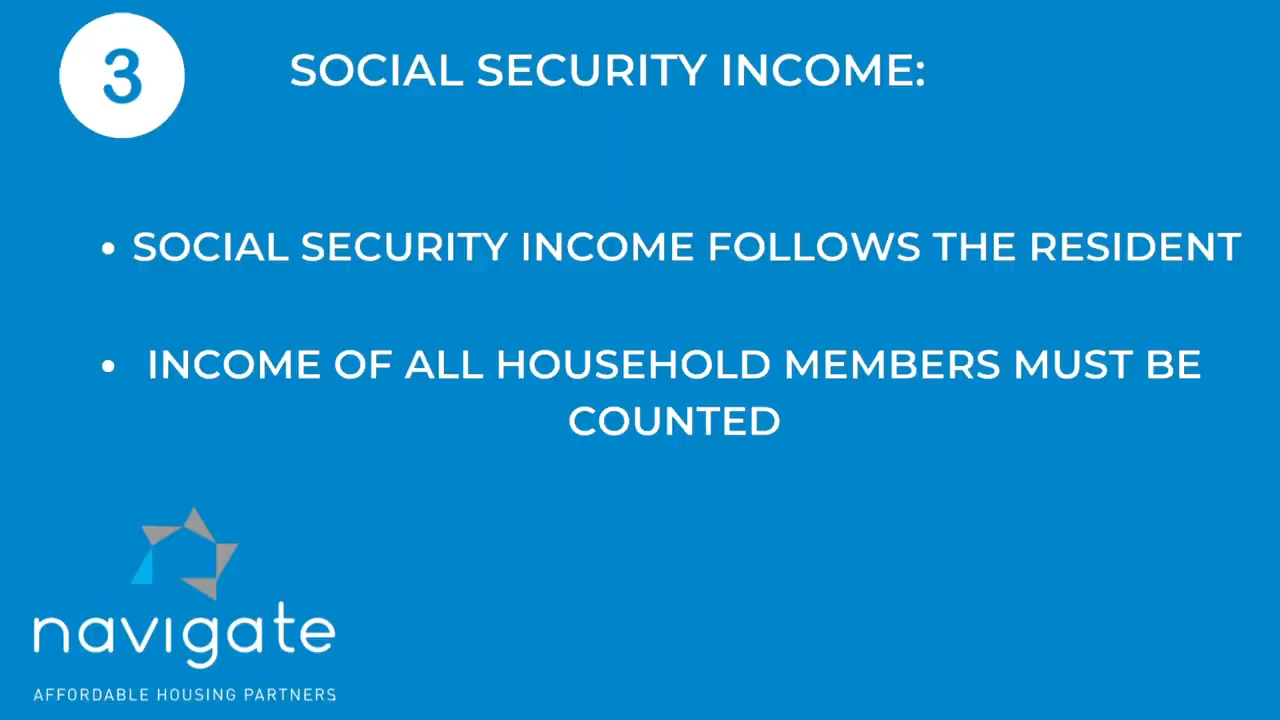 3
SOCIAL SECURITY INCOME:
• SOCIAL SECURITY INCOME FOLLOWS THE RESIDENT
• INCOME OF ALL HOUSEHOLD MEMBERS MUST BE
COUNTED
navigate
AFFORDABLE HOUSING PARTNERS